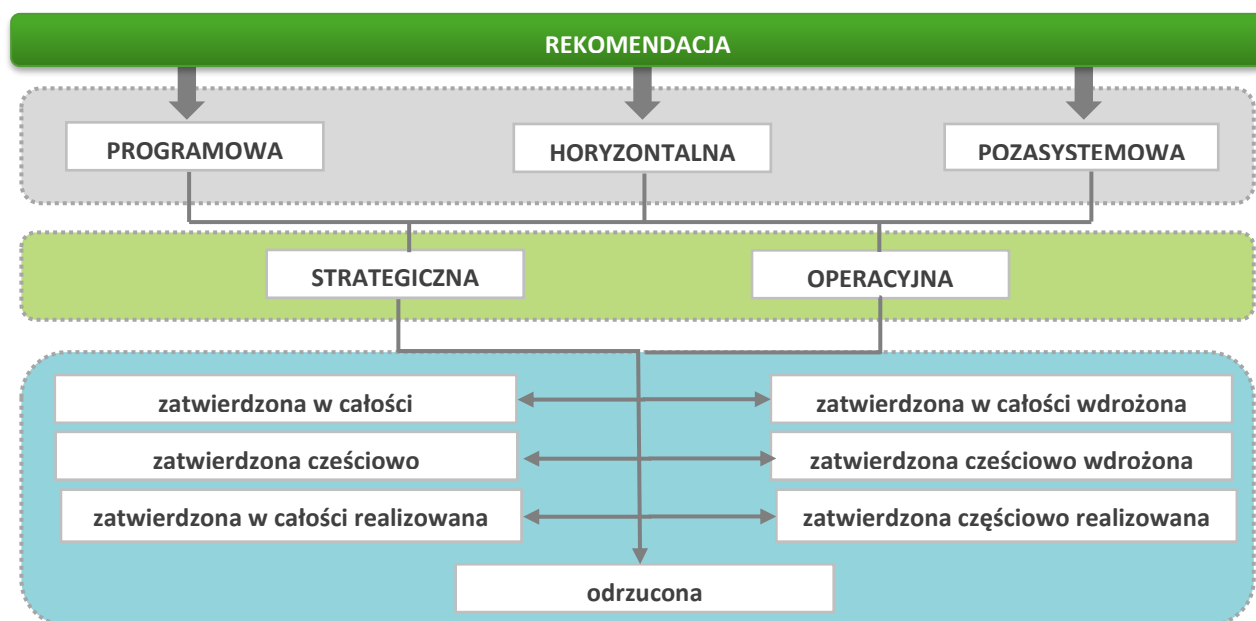 REKOMENDACJA
PROGRAMOWA
HORYZONTALNA
POZASYSTEMOWA
STRATEGICZNA
OPERACYJNA
zatwierdzona w całości
zatwierdzona w całości wdrożona
zatwierdzona cześciowo
zatwierdzona cześciowo wdrożona
zatwierdzona w całości realizowana
zatwierdzona częściowo realizowana
odrzucona